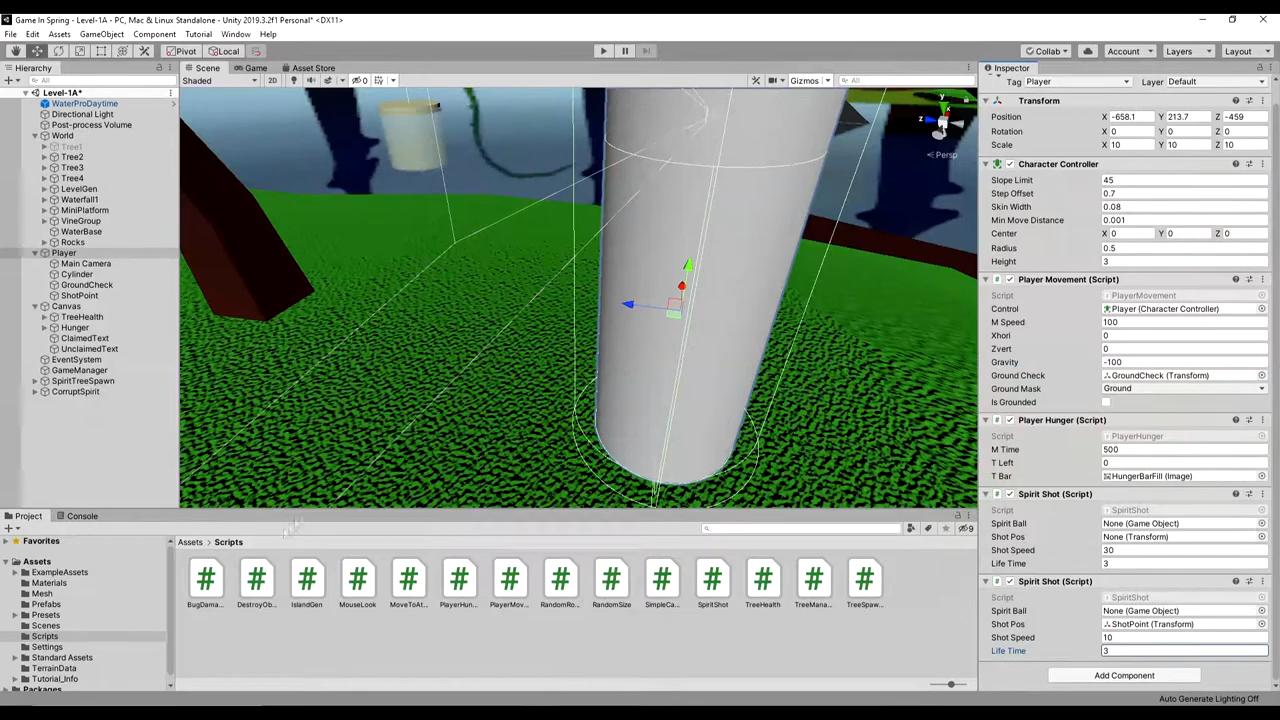 Game In Spring - Level-1A - PC, Mac & Linux Standalone - Unity 2019.3.2f1 Personal* <DX11>
File Edit Assets GameObject Component Tutorial Window Help
Pivot Local Collab Account Layers Layout
Hierarchy
All
Level-1A*
WaterProDaytime
Directional Light
Post-process Volume
World
Tree1
Tree2
Tree3
Tree4
LevelGen
Waterfall1
MiniPlatform
VineGroup
WaterBase
Rocks
Player
Main Camera
Cylinder
GroundCheck
ShotPoint
Canvas
TreeHealth
Hunger
ClaimedText
UnclaimedText
EventSystem
GameManager
SpiritTreeSpawn
CorruptSpirit
Scene Game Asset Store
Shaded 2D 0 Gizmos All
y
x
z
Persp
Inspector
Tag Player Layer Default
Transform
Position X -658.1 Y 213.7 Z -459
Rotation X 0 Y 0 Z 0
Scale X 10 Y 10 Z 10
Character Controller
Slope Limit 45
Step Offset 0.7
Skin Width 0.08
Min Move Distance 0.001
Center X 0 Y 0 Z 0
Radius 0.5
Height 3
Player Movement (Script)
Script PlayerMovement
Control Player (Character Controller)
M Speed 100
Xhori 0
Zvert 0
Gravity -100
Ground Check GroundCheck (Transform)
Ground Mask Ground
Is Grounded
Player Hunger (Script)
Script PlayerHunger
M Time 500
T Left 0
T Bar HungerBarFill (Image)
Spirit Shot (Script)
Script SpiritShot
Spirit Ball None (Game Object)
Shot Pos None (Transform)
Shot Speed 30
Life Time 3
Spirit Shot (Script)
Script SpiritShot
Spirit Ball None (Game Object)
Shot Pos ShotPoint (Transform)
Shot Speed 10
Life Time 3
Add Component
Project Console
9
Favorites
Assets
ExampleAssets
Materials
Mesh
Prefabs
Presets
Scenes
Scripts
Settings
Standard Assets
TerrainData
Tutorial_Info
Packages
Assets > Scripts
BugDama... DestroyOb... IslandGen MouseLook MoveToAt... PlayerHun... PlayerMov... RandomRo... RandomSize SimpleCa... SpiritShot TreeHealth TreeMana... TreeSpaw...
Auto Generate Lighting Off